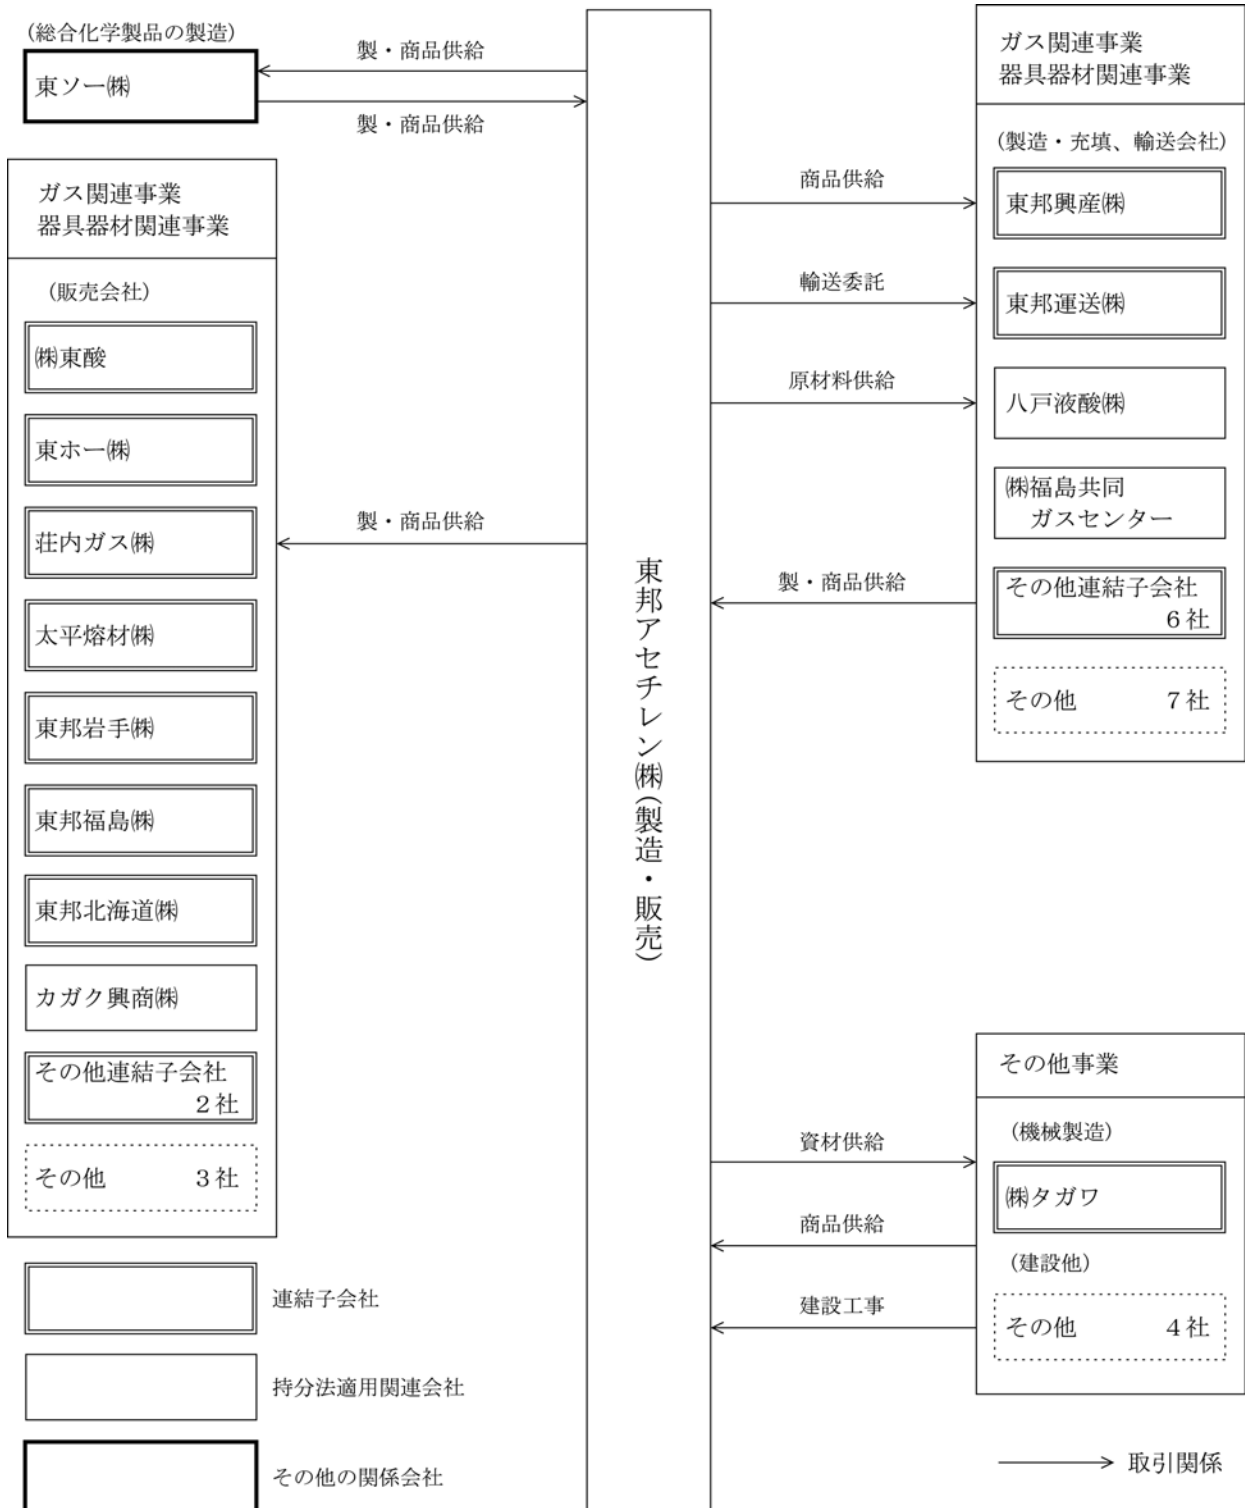 (総合化学製品の製造)
東ソー㈱
製・商品供給
製・商品供給
ガス関連事業
器具器材関連事業
(販売会社)
㈱東酸
東ホー㈱
荘内ガス㈱
太平熔材㈱
東邦岩手㈱
東邦福島㈱
東邦北海道㈱
カガク興商㈱
その他連結子会社
２社
その他 ３社
製・商品供給
東邦アセチレン㈱(製造・販売)
商品供給
輸送委託
原材料供給
製・商品供給
ガス関連事業
器具器材関連事業
(製造・充填、輸送会社)
東邦興産㈱
東邦運送㈱
八戸液酸㈱
㈱福島共同
ガスセンター
その他連結子会社
６社
その他 ７社
資材供給
商品供給
建設工事
その他事業
(機械製造)
㈱タガワ
(建設他)
その他 ４社
連結子会社
持分法適用関連会社
その他の関係会社
取引関係